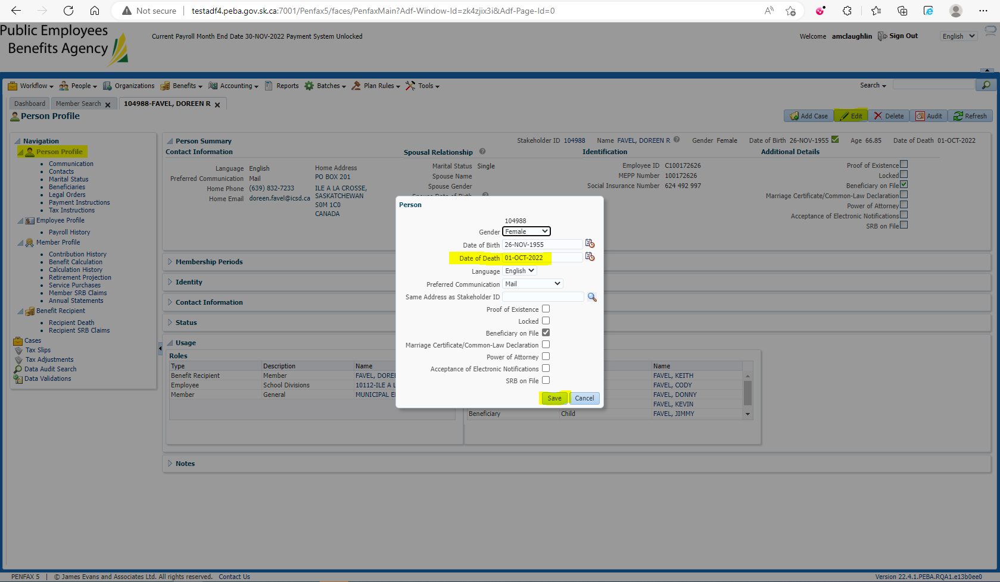 Not secure | testadf4.peba.gov.sk.ca:7001/Penfax5/faces/PenfaxMain?Adf-Window-Id=zk4zjix3i&Adf-Page-Id=0
Public Employees
Benefits Agency
Current Payroll Month End Date 30-NOV-2022 Payment System Unlocked
Welcome amclaughlin Sign Out English
Workflow People Organizations Benefits Accounting Reports Batches Plan Rules Tools Search
Dashboard Member Search 104988-FAVEL, DOREEN R
Person Profile
Add Case Edit Delete Audit Refresh
Navigation
Person Profile
Communication
Contacts
Marital Status
Beneficiaries
Legal Orders
Payment Instructions
Tax Instructions
Employee Profile
Payroll History
Member Profile
Contribution History
Benefit Calculation
Calculation History
Retirement Projection
Service Purchases
Member SRB Claims
Annual Statements
Benefit Recipient
Recipient Death
Recipient SRB Claims
Cases
Tax Slips
Tax Adjustments
Data Audit Search
Data Validations
Person Summary
Stakeholder ID 104988 Name FAVEL, DOREEN R Gender Female Date of Birth 26-NOV-1955 Age 66.85 Date of Death 01-OCT-2022
Contact Information
Language English
Preferred Communication Mail
Home Phone (639) 832-7233
Home Email doreen.favel@icsd.ca
Home Address
PO BOX 201
ILE A LA CROSSE,
SASKATCHEWAN
S0M 1C0
CANADA
Spousal Relationship
Marital Status Single
Spouse Name
Spouse Gender
Spouse Date of Birth
Identification
Employee ID C100172626
MEPP Number 100172626
Social Insurance Number 624 492 997
Additional Details
Proof of Existence
Locked
Beneficiary on File
Marriage Certificate/Common-Law Declaration
Power of Attorney
Acceptance of Electronic Notifications
SRB on File
Membership Periods
Identity
Contact Information
Status
Usage
Roles
Type Description Name
Benefit Recipient Member FAVEL, DORE
Employee School Divisions 10112-ILE A L
Member General MUNICIPAL E
Name
FAVEL, KEITH
FAVEL, CODY
FAVEL, DONNY
FAVEL, KEVIN
Beneficiary Child FAVEL, JIMMY
Notes
Person
104988
Gender Female
Date of Birth 26-NOV-1955
Date of Death 01-OCT-2022
Language English
Preferred Communication Mail
Same Address as Stakeholder ID
Proof of Existence
Locked
Beneficiary on File
Marriage Certificate/Common-Law Declaration
Power of Attorney
Acceptance of Electronic Notifications
SRB on File
Save Cancel
PENFAX 5 | © James Evans and Associates Ltd. All rights reserved. Contact Us
Version 22.4.1.PEBA.RQA1.e13b0ee0